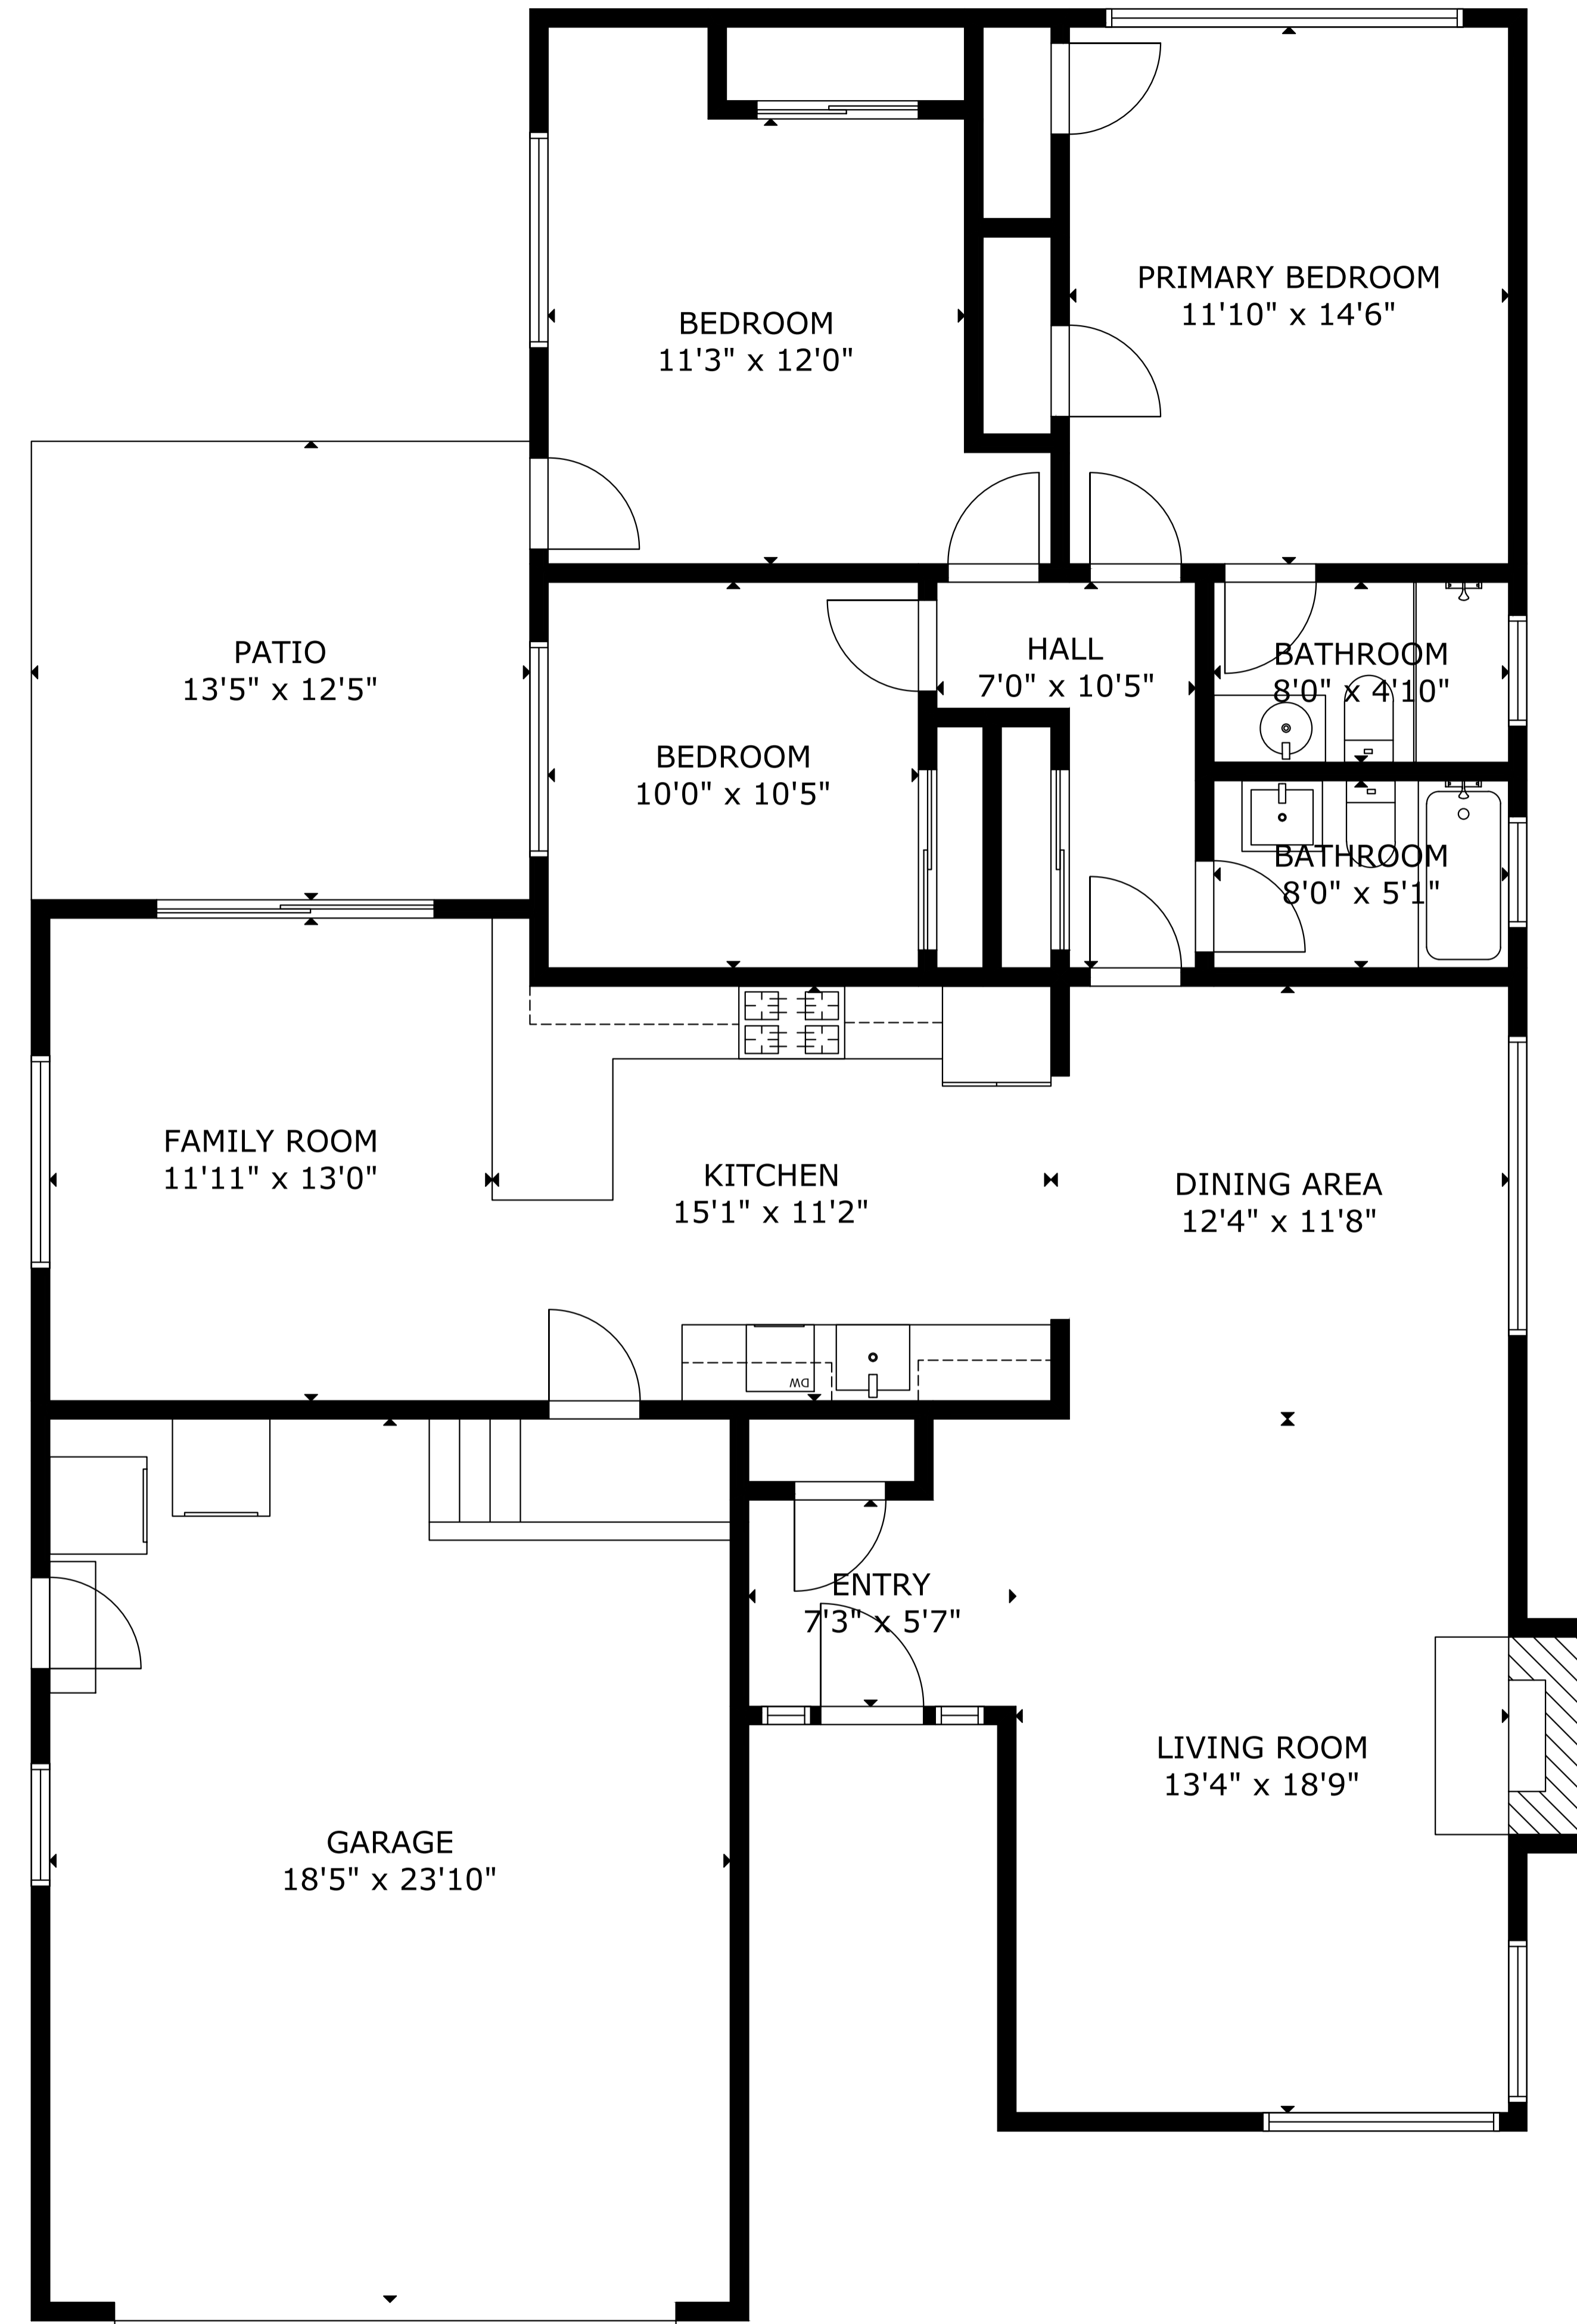 PRIMARY BEDROOM
11'10" x 14'6"
BEDROOM
11'3" x 12'0"
PATIO
13'5" x 12'5"
HALL
7'0" x 10'5"
BATHROOM
8'0" x 4'10"
BEDROOM
10'0" x 10'5"
BATHROOM
8'0" x 5'1"
FAMILY ROOM
11'11" x 13'0"
KITCHEN
15'1" x 11'2"
DINING AREA
12'4" x 11'8"
DW
ENTRY
7'3" x 5'7"
LIVING ROOM
13'4" x 18'9"
GARAGE
18'5" x 23'10"